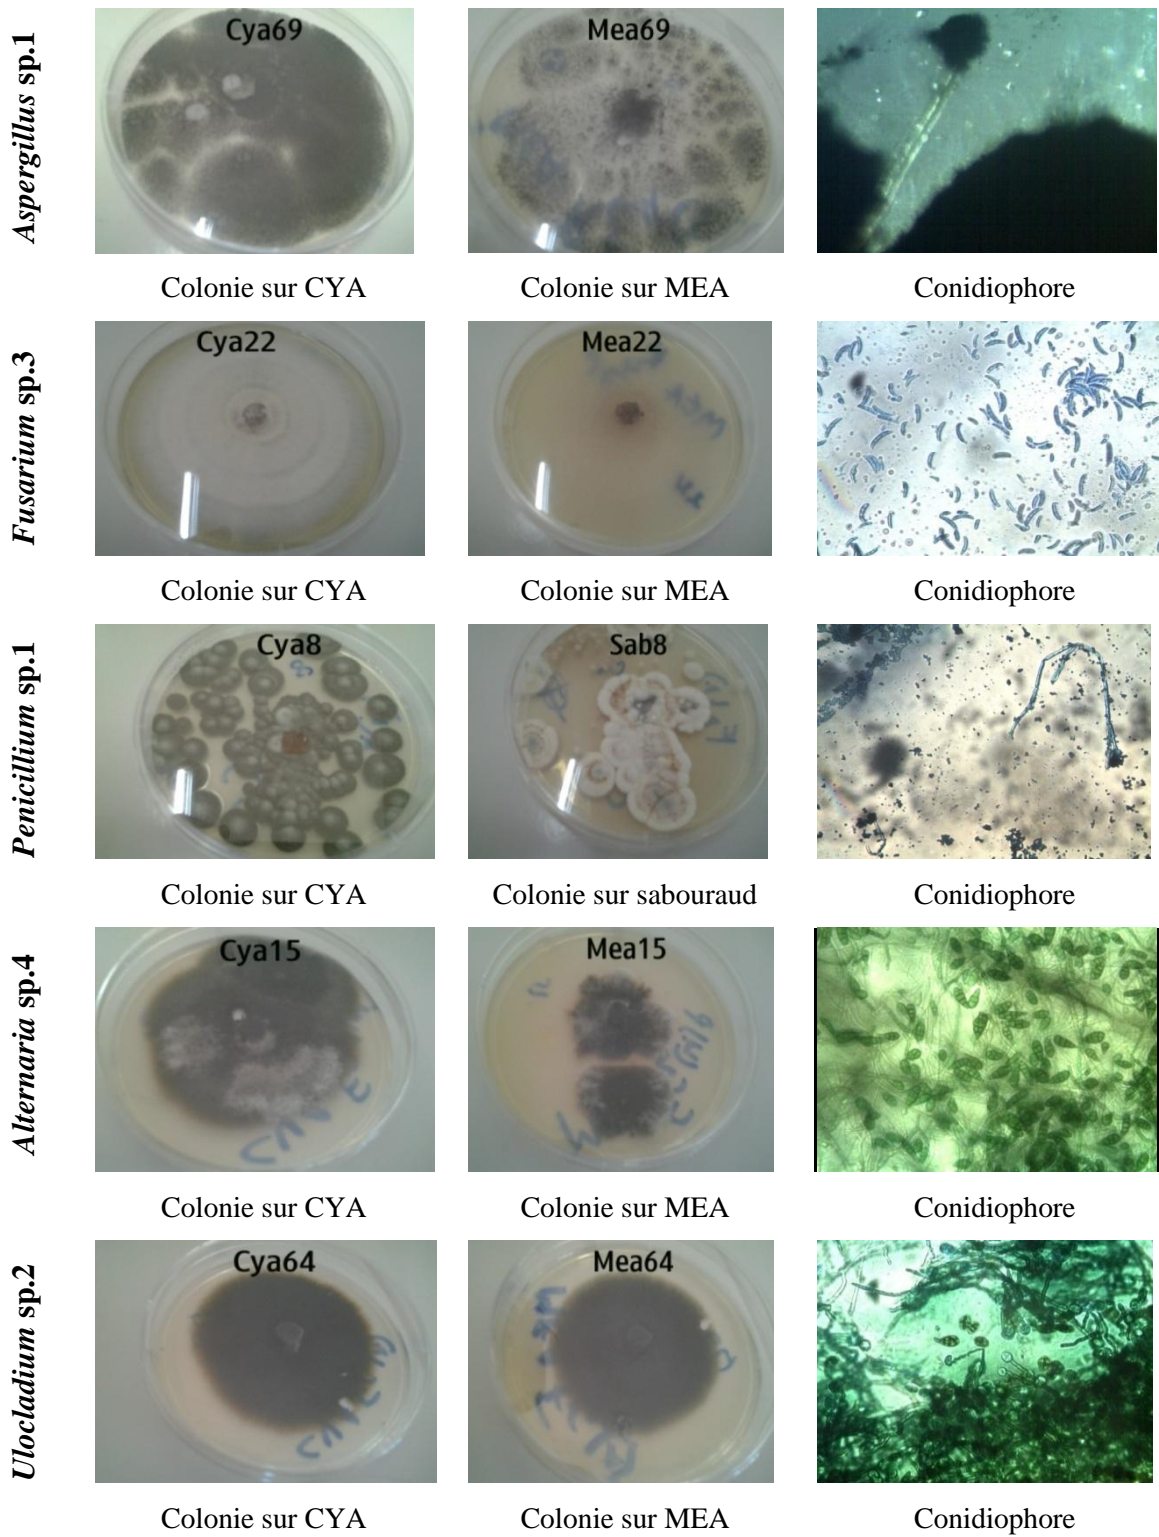 Aspergillus sp.1
Cya69
Mea69
Colonie sur CYA
Colonie sur MEA
Conidiophore
Fusarium sp.3
Cya22
Mea22
Colonie sur CYA
Colonie sur MEA
Conidiophore
Penicillium sp.1
Cya8
Sab8
Colonie sur CYA
Colonie sur sabouraud
Conidiophore
Alternaria sp.4
Cya15
Mea15
Colonie sur CYA
Colonie sur MEA
Conidiophore
Ulocladium sp.2
Cya64
Mea64
Colonie sur CYA
Colonie sur MEA
Conidiophore